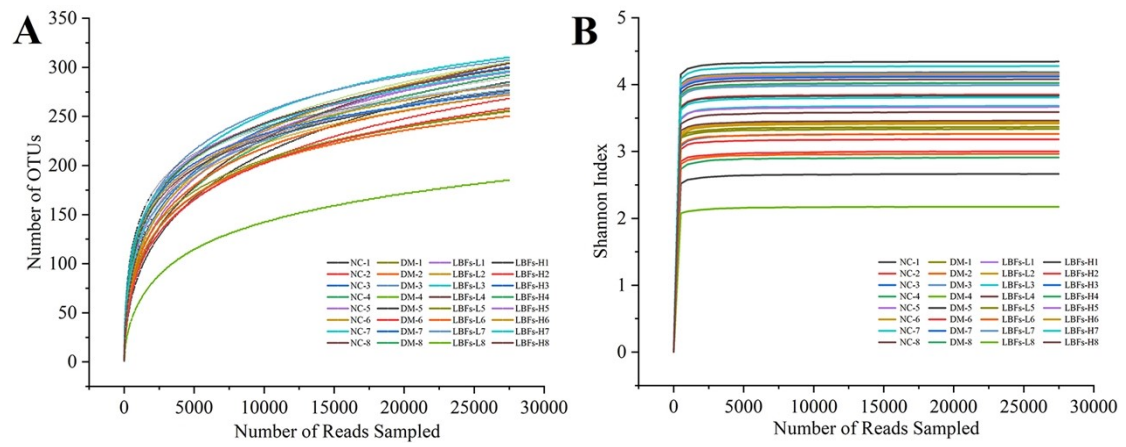 A
Number of OTUs
350
300
250
200
150
100
50
0
NC-1 DM-1 LBFs-L1 LBFs-H1
NC-2 DM-2 LBFs-L2 LBFs-H2
NC-3 DM-3 LBFs-L3 LBFs-H3
NC-4 DM-4 LBFs-L4 LBFs-H4
NC-5 DM-5 LBFs-L5 LBFs-H5
NC-6 DM-6 LBFs-L6 LBFs-H6
NC-7 DM-7 LBFs-L7 LBFs-H7
NC-8 DM-8 LBFs-L8 LBFs-H8
0 5000 10000 15000 20000 25000 30000
Number of Reads Sampled
B
Shannon Index
5
4
3
2
1
0
NC-1 DM-1 LBFs-L1 LBFs-H1
NC-2 DM-2 LBFs-L2 LBFs-H2
NC-3 DM-3 LBFs-L3 LBFs-H3
NC-4 DM-4 LBFs-L4 LBFs-H4
NC-5 DM-5 LBFs-L5 LBFs-H5
NC-6 DM-6 LBFs-L6 LBFs-H6
NC-7 DM-7 LBFs-L7 LBFs-H7
NC-8 DM-8 LBFs-L8 LBFs-H8
0 5000 10000 15000 20000 25000 30000
Number of Reads Sampled